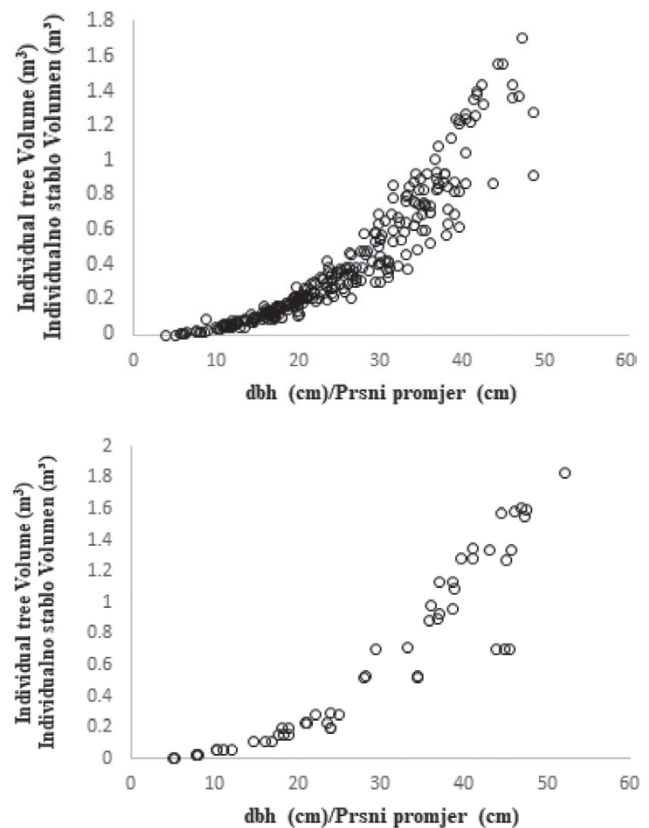 Individual tree Volume (m³)
Individualno stablo Volumen (m³)
1.8
1.6
1.4
1.2
1
0.8
0.6
0.4
0.2
0
0 10 20 30 40 50 60
dbh (cm)/Prsni promjer (cm)
Individual tree Volume (m³)
Individualno stablo Volumen (m³)
2
1.8
1.6
1.4
1.2
1
0.8
0.6
0.4
0.2
0
0 10 20 30 40 50 60
dbh (cm)/Prsni promjer (cm)